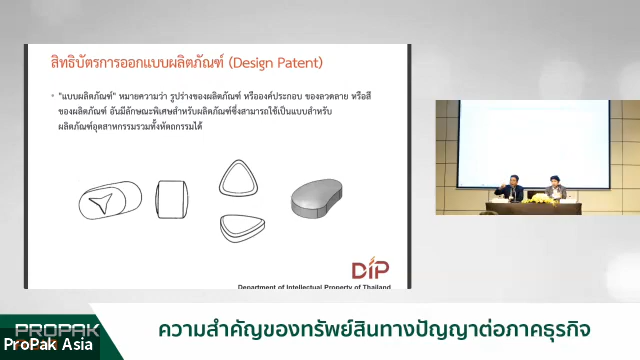 สิทธิบัตรการออกแบบผลิตภัณฑ์ (Design Patent)
"แบบผลิตภัณฑ์" หมายความว่า รูปร่างของผลิตภัณฑ์ หรือองค์ประกอบ ของลวดลาย หรือสี
ของผลิตภัณฑ์ อันมีลักษณะพิเศษสำหรับผลิตภัณฑ์ซึ่งสามารถใช้เป็นแบบสำหรับ
ผลิตภัณฑ์อุตสาหกรรมรวมทั้งหัตถกรรมได้
DIP
Department of Intellectual Property of Thailand
PROPAK
ProPak Asia
ความสำคัญของทรัพย์สินทางปัญญาต่อภาคธุรกิจ